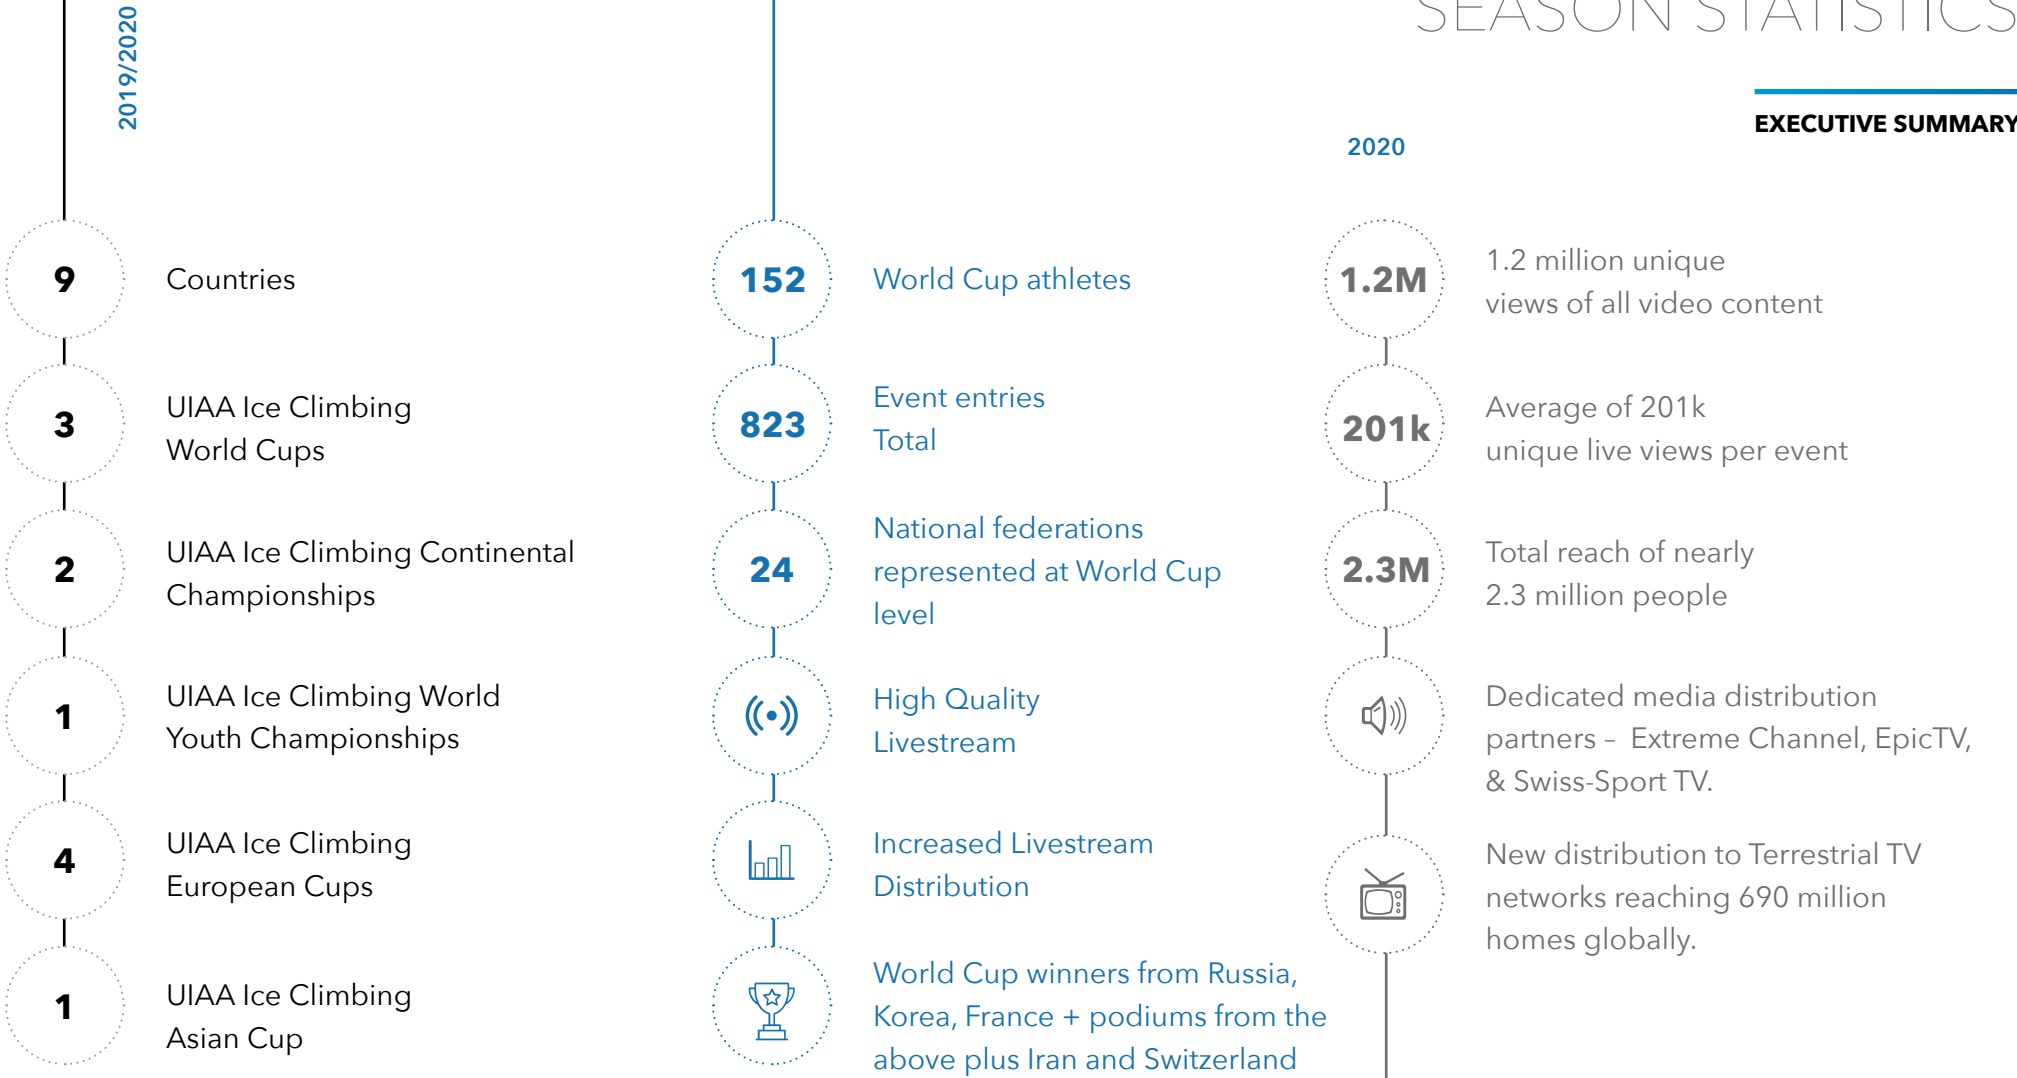 SEASON STATISTICS
EXECUTIVE SUMMARY
2019/2020
9
Countries
3
UIAA Ice Climbing
World Cups
2
UIAA Ice Climbing Continental
Championships
1
UIAA Ice Climbing World
Youth Championships
4
UIAA Ice Climbing
European Cups
1
UIAA Ice Climbing
Asian Cup
152
World Cup athletes
823
Event entries
Total
24
National federations
represented at World Cup
level
High Quality
Livestream
Increased Livestream
Distribution
World Cup winners from Russia,
Korea, France + podiums from the
above plus Iran and Switzerland
2020
1.2M
1.2 million unique
views of all video content
201k
Average of 201k
unique live views per event
2.3M
Total reach of nearly
2.3 million people
Dedicated media distribution
partners – Extreme Channel, EpicTV,
& Swiss-Sport TV.
New distribution to Terrestrial TV
networks reaching 690 million
homes globally.